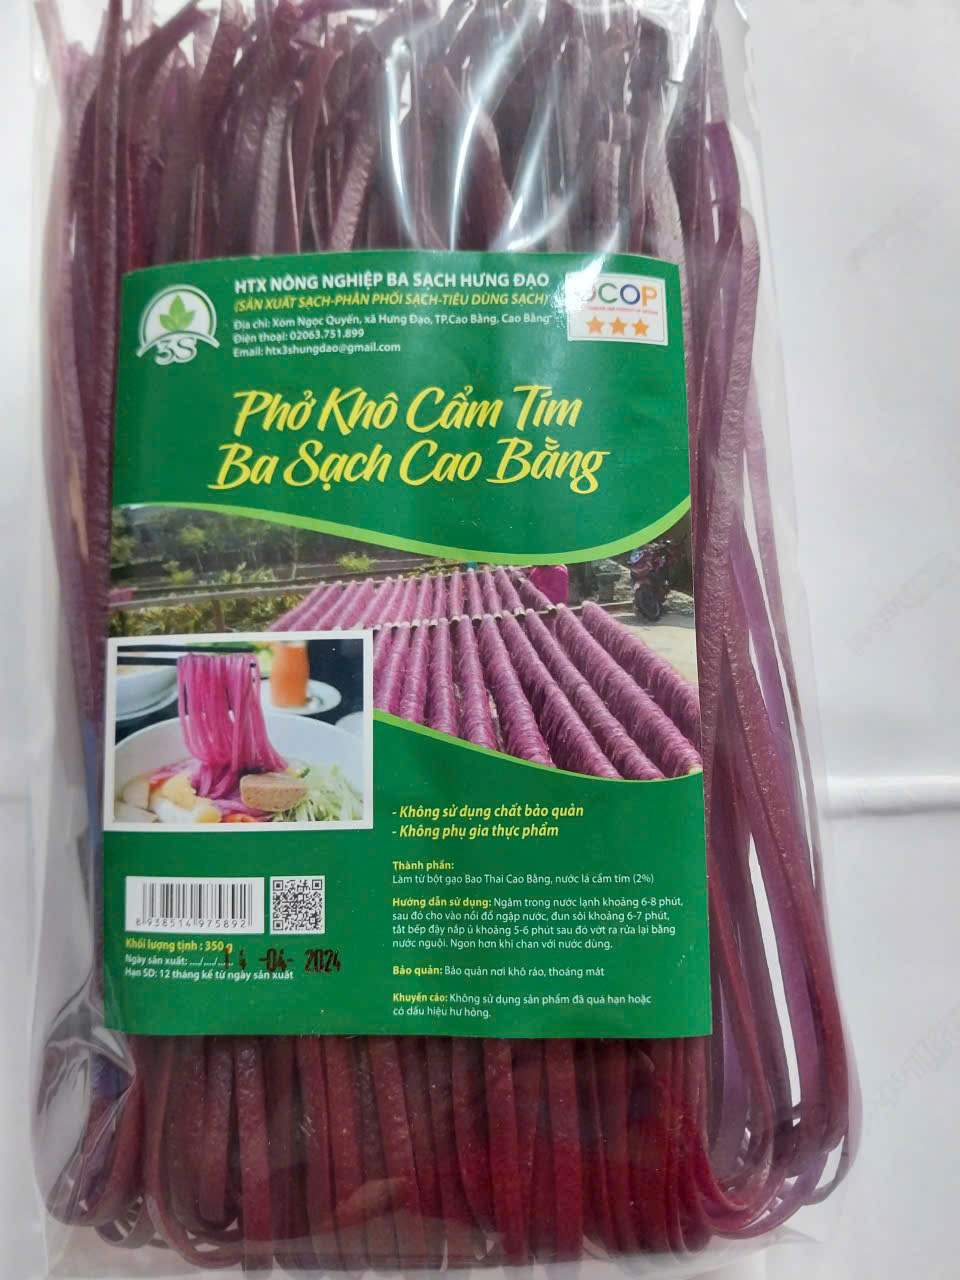 HTX NÔNG NGHIỆP BA SẠCH HƯNG ĐẠO
(SẢN XUẤT SẠCH-PHÂN PHỐI SẠCH-TIÊU DÙNG SẠCH)
Địa chỉ: Xóm Ngọc Quyến, xã Hưng Đạo, TP.Cao Bằng, Cao Bằng
Điện thoại: 02063.751.899
Email: htx3shungdao@gmail.com
3S
OCOP
Phở Khô Cẩm Tím
Ba Sạch Cao Bằng
- Không sử dụng chất bảo quản
- Không phụ gia thực phẩm
Thành phần:
Làm từ bột gạo Bao Thai Cao Bằng, nước lá cẩm tím (2%)
Hướng dẫn sử dụng: Ngâm trong nước lạnh khoảng 6-8 phút,
sau đó cho vào nồi đổ ngập nước, đun sôi khoảng 6-7 phút,
tắt bếp đậy nắp ủ khoảng 5-6 phút sau đó vớt ra rửa lại bằng
nước nguội. Ngon hơn khi chan với nước dùng.
Bảo quản: Bảo quản nơi khô ráo, thoáng mát
Khuyến cáo: Không sử dụng sản phẩm đã quá hạn hoặc
có dấu hiệu hư hỏng.
8 938514 975892
Khối lượng tịnh : 350 g
Ngày sản xuất: ..../..../..... 14 -04- 2024
Hạn SD: 12 tháng kể từ ngày sản xuất